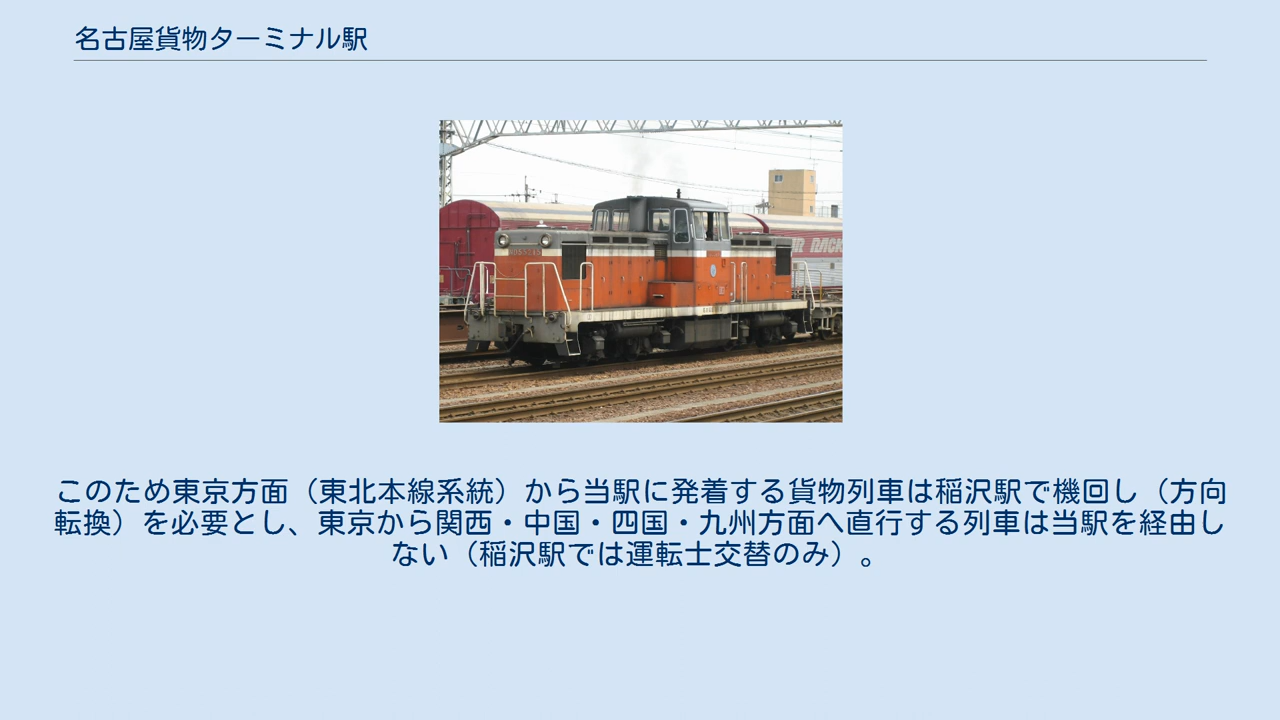 名古屋貨物ターミナル駅
このため東京方面（東北本線系統）から当駅に発着する貨物列車は稲沢駅で機回し（方向
転換）を必要とし、東京から関西・中国・四国・九州方面へ直行する列車は当駅を経由し
ない（稲沢駅では運転士交替のみ）。